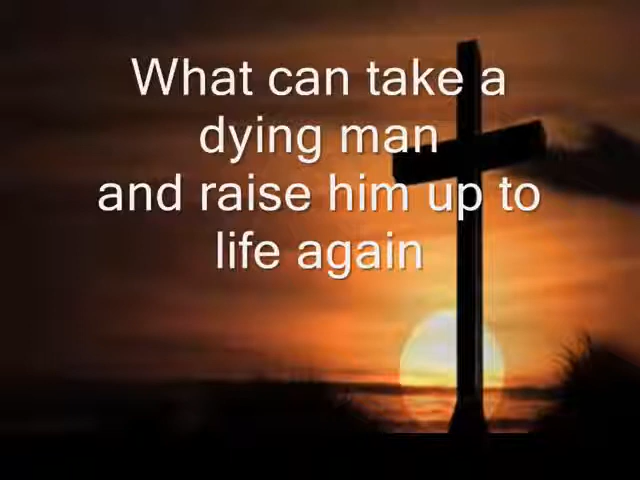 What can take a
dying man
and raise him up to
life again